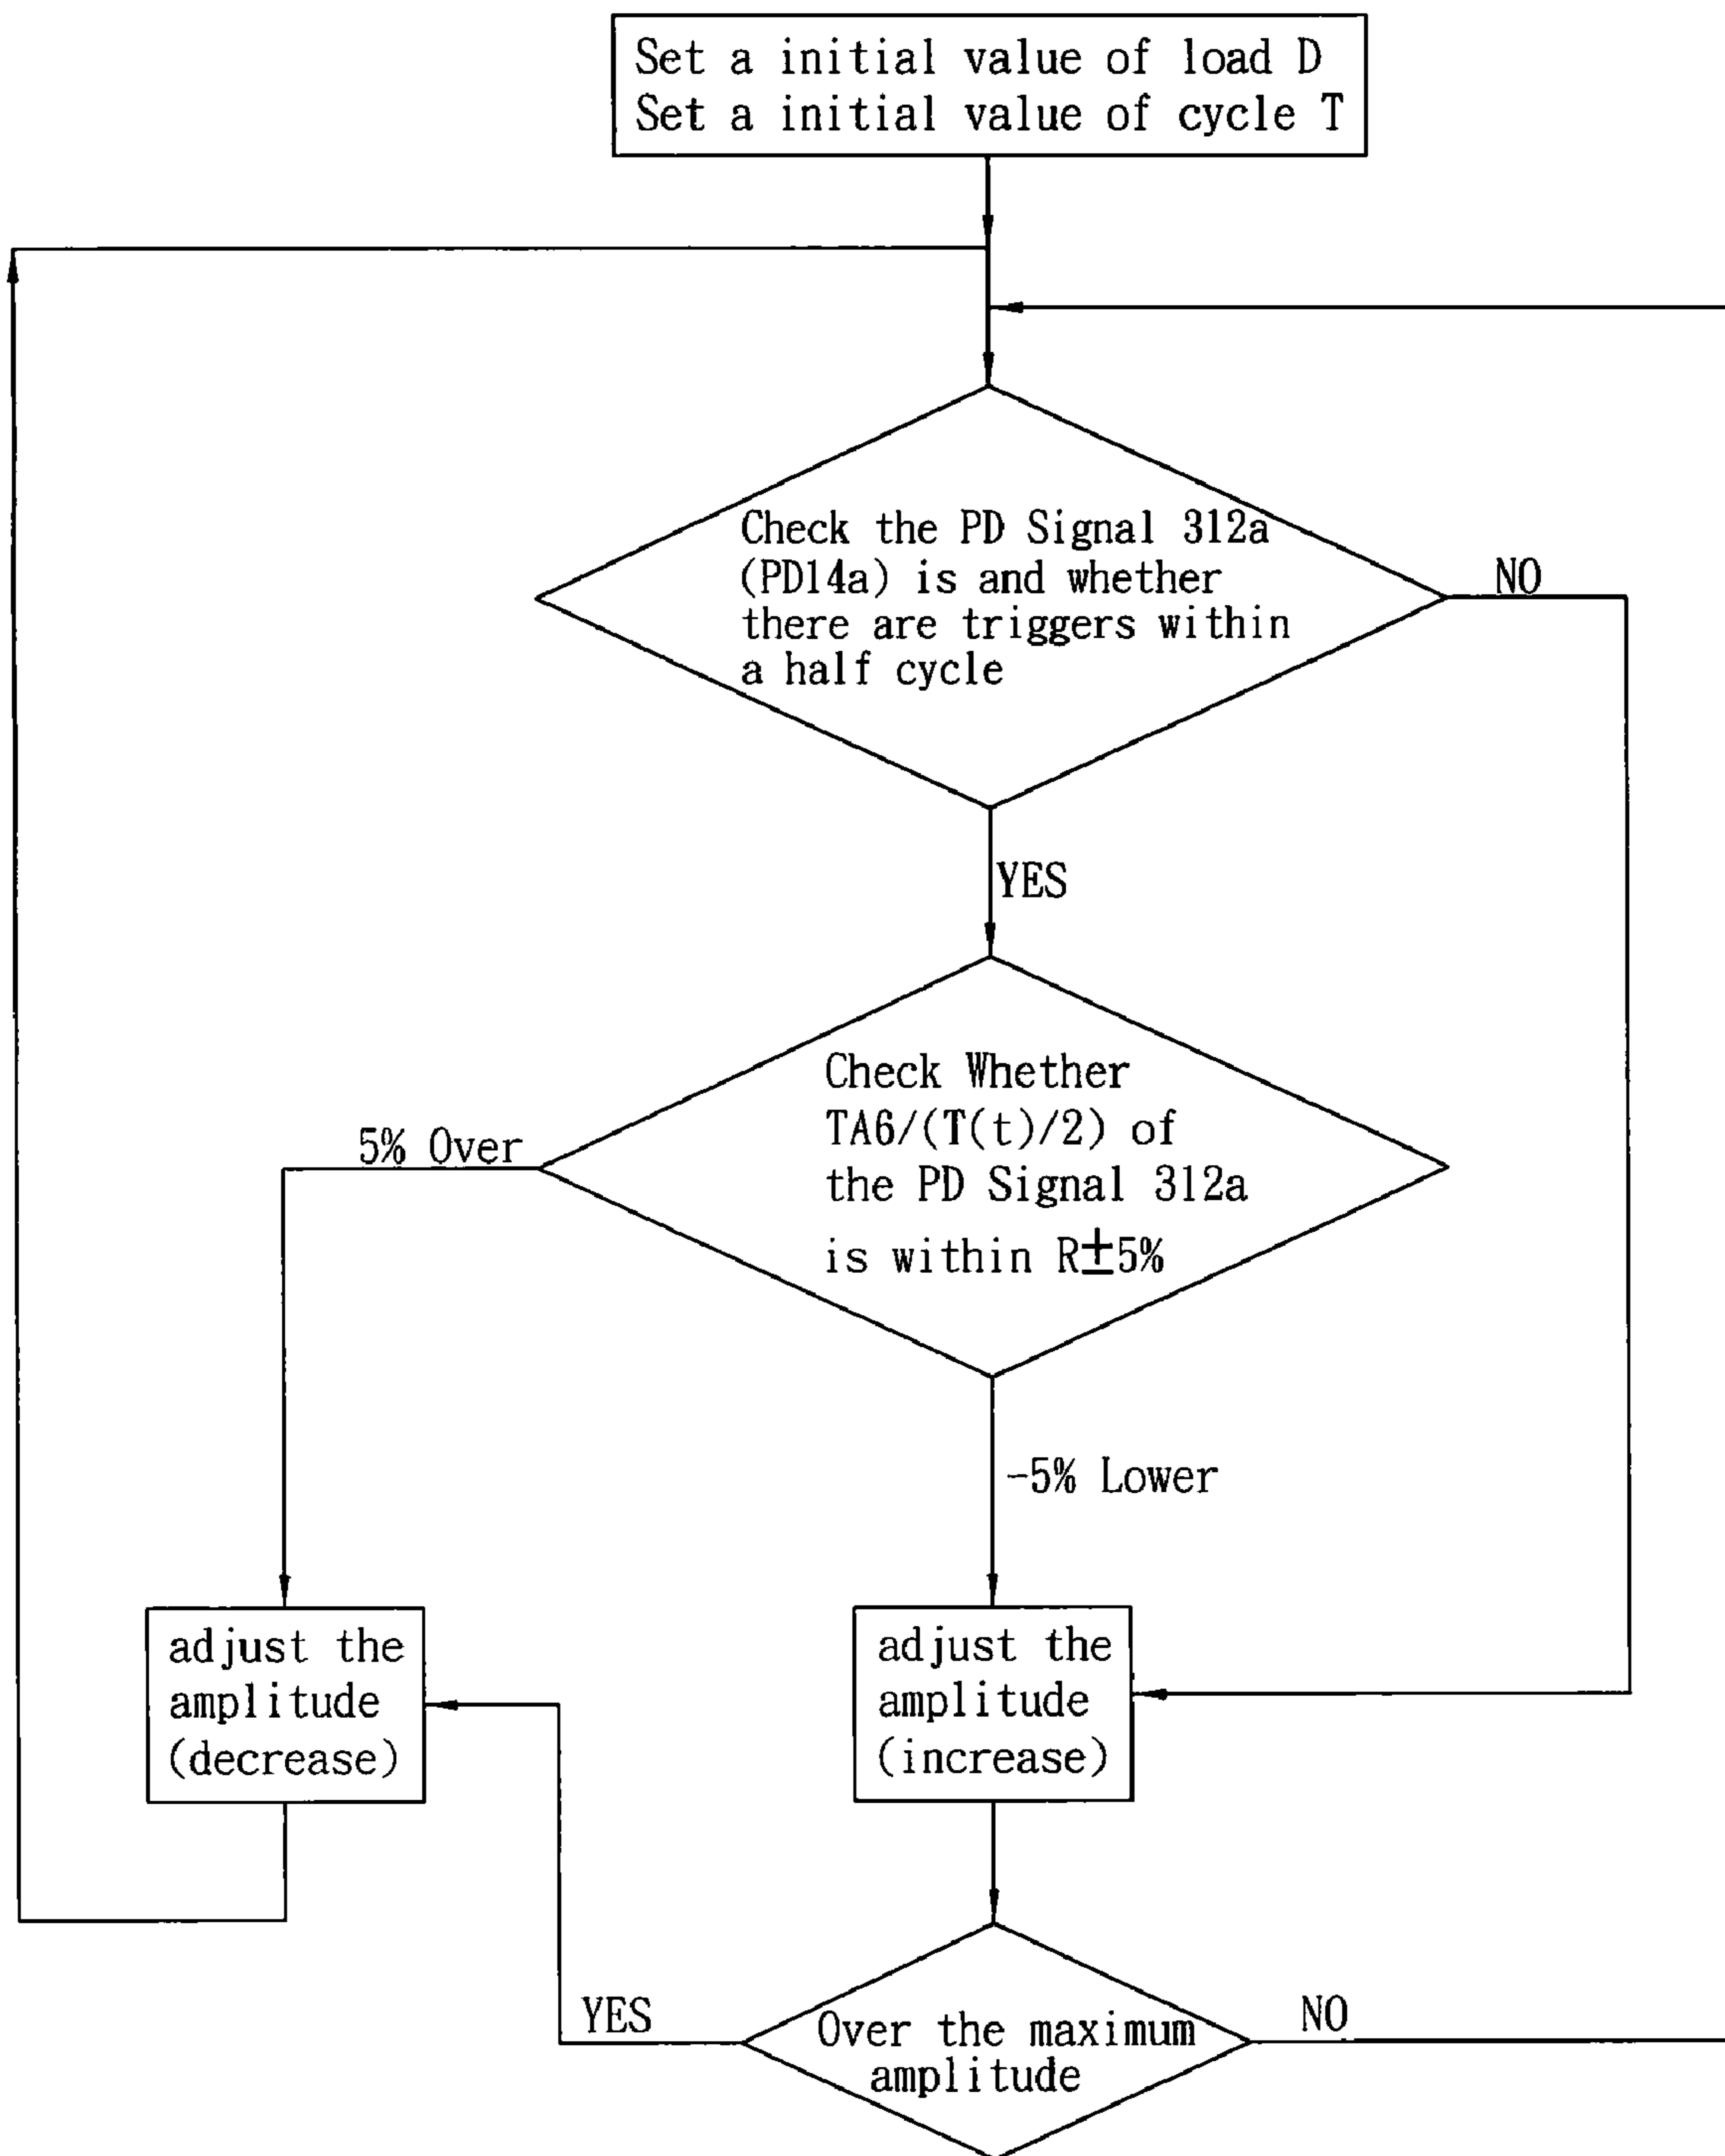 Set a initial value of load D
Set a initial value of cycle T
Check the PD Signal 312a
(PD14a) is and whether
there are triggers within
a half cycle
NO
YES
Check Whether
TA6/(T(t)/2) of
the PD Signal 312a
is within R±5%
5% Over
-5% Lower
adjust the
amplitude
(decrease)
adjust the
amplitude
(increase)
YES
Over the maximum
amplitude
NO